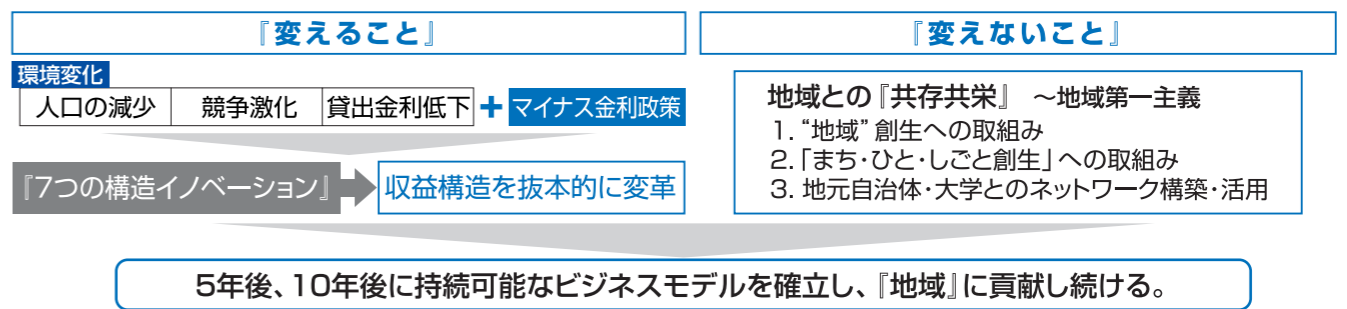 『変えること』
環境変化
人口の減少 競争激化 貸出金利低下 + マイナス金利政策
『7つの構造イノベーション』 収益構造を抜本的に変革
『変えないこと』
地域との『共存共栄』 ~地域第一主義
1. “地域” 創生への取組み
2.「まち・ひと・しごと創生」への取組み
3. 地元自治体・大学とのネットワーク構築・活用
5年後、10年後に持続可能なビジネスモデルを確立し、『地域』に貢献し続ける。